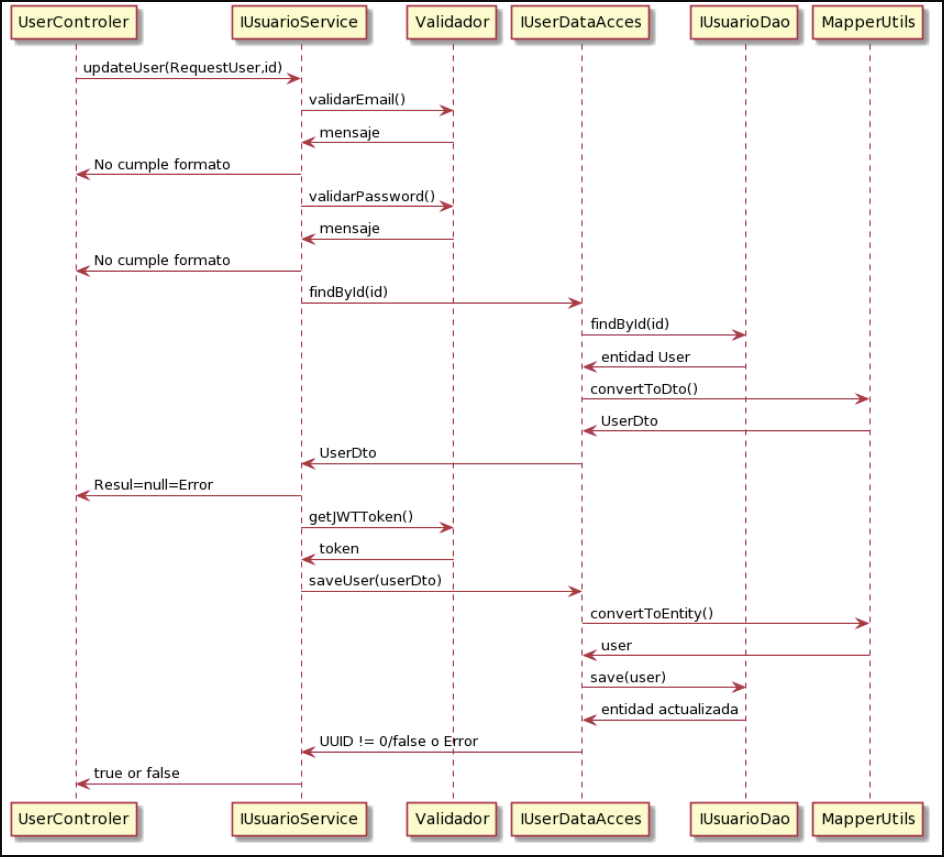 UserControler IUsuarioService Validador IUserDataAcces IUsuarioDao MapperUtils
updateUser(RequestUser,id)
validarEmail()
mensaje
No cumple formato
validarPassword()
mensaje
No cumple formato
findById(id)
findById(id)
entidad User
convertToDto()
UserDto
UserDto
Resul=null=Error
getJWTToken()
token
saveUser(userDto)
convertToEntity()
user
save(user)
entidad actualizada
UUID != 0/false o Error
true or false
UserControler IUsuarioService Validador IUserDataAcces IUsuarioDao MapperUtils